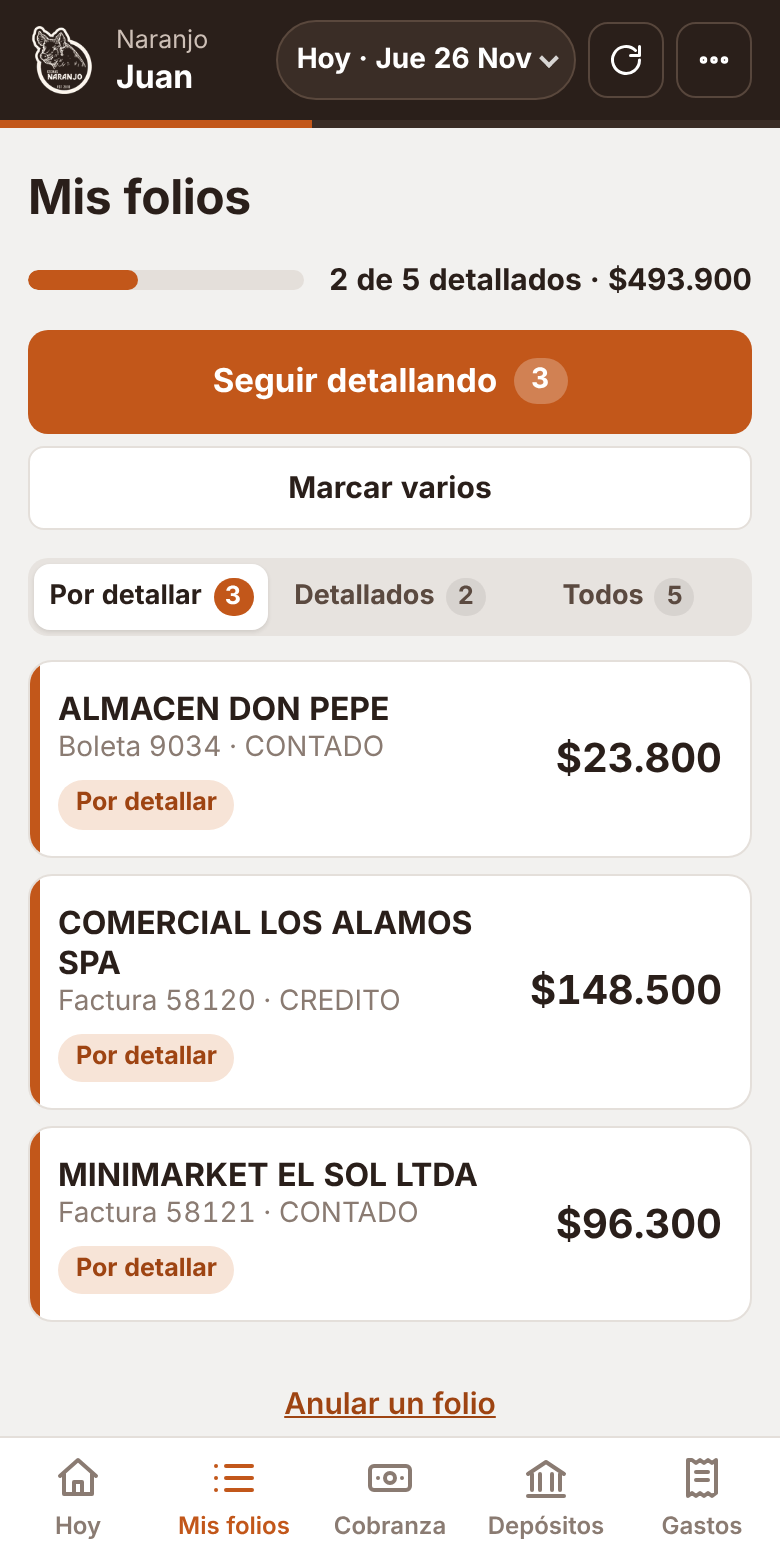 NARANJO
Naranjo
Juan
Hoy · Jue 26 Nov
Mis folios
2 de 5 detallados · $493.900
Seguir detallando 3
Marcar varios
Por detallar 3 Detallados 2 Todos 5
ALMACEN DON PEPE
Boleta 9034 · CONTADO
$23.800
Por detallar
COMERCIAL LOS ALAMOS
SPA
Factura 58120 · CREDITO
$148.500
Por detallar
MINIMARKET EL SOL LTDA
Factura 58121 · CONTADO
$96.300
Por detallar
Anular un folio
Hoy Mis folios Cobranza Depósitos Gastos